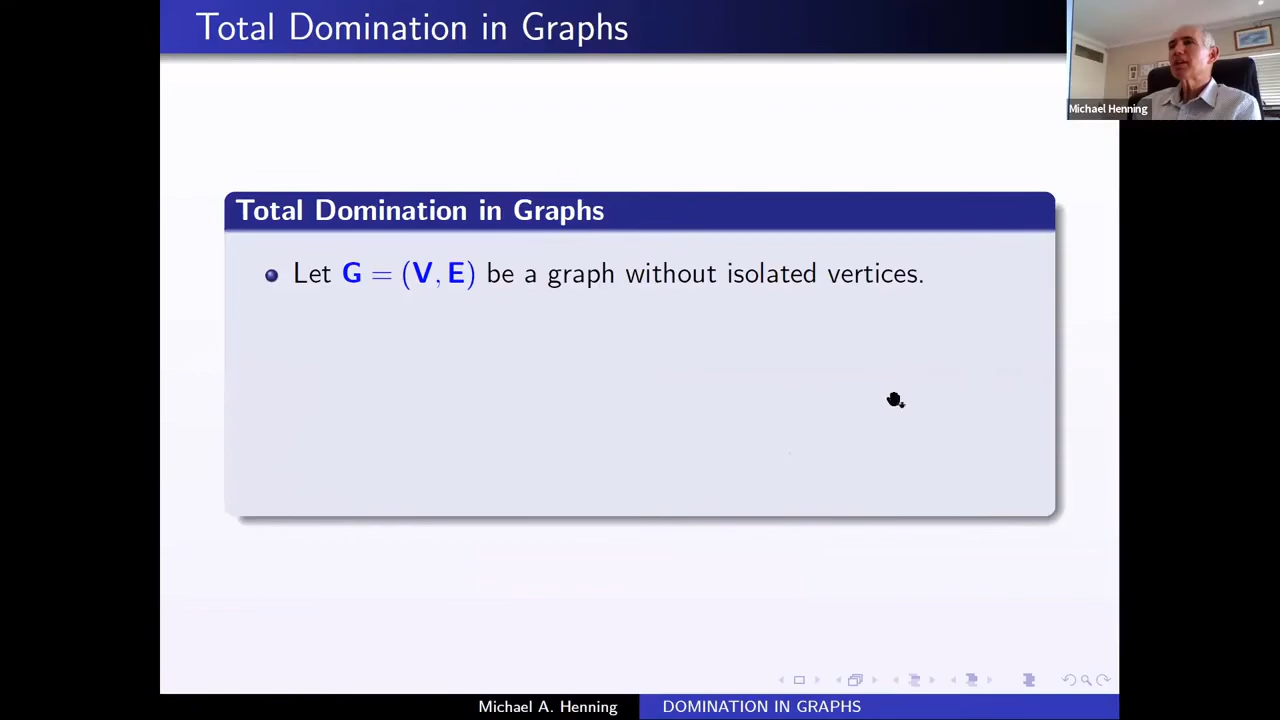 Total Domination in Graphs
Michael Henning
Total Domination in Graphs
Let G = (V, E) be a graph without isolated vertices.
Michael A. Henning
DOMINATION IN GRAPHS